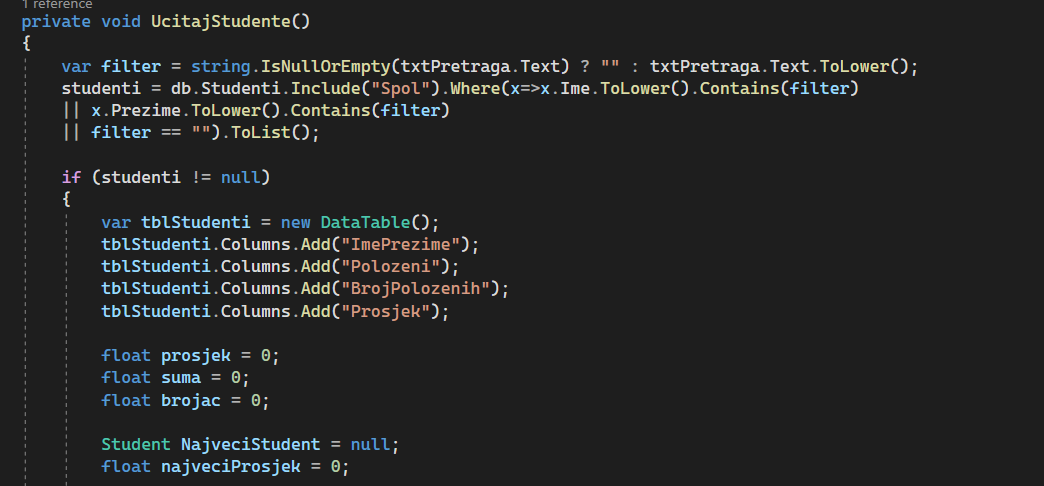 1 reference
private void UcitajStudente()
{
var filter = string.IsNullOrEmpty(txtPretraga.Text) ? "" : txtPretraga.Text.ToLower();
studenti = db.Studenti.Include("Spol").Where(x=>x.Ime.ToLower().Contains(filter)
|| x.Prezime.ToLower().Contains(filter)
|| filter == "").ToList();
if (studenti != null)
{
var tblStudenti = new DataTable();
tblStudenti.Columns.Add("ImePrezime");
tblStudenti.Columns.Add("Polozeni");
tblStudenti.Columns.Add("BrojPolozenih");
tblStudenti.Columns.Add("Prosjek");
float prosjek = 0;
float suma = 0;
float brojac = 0;
Student NajveciStudent = null;
float najveciProsjek = 0;